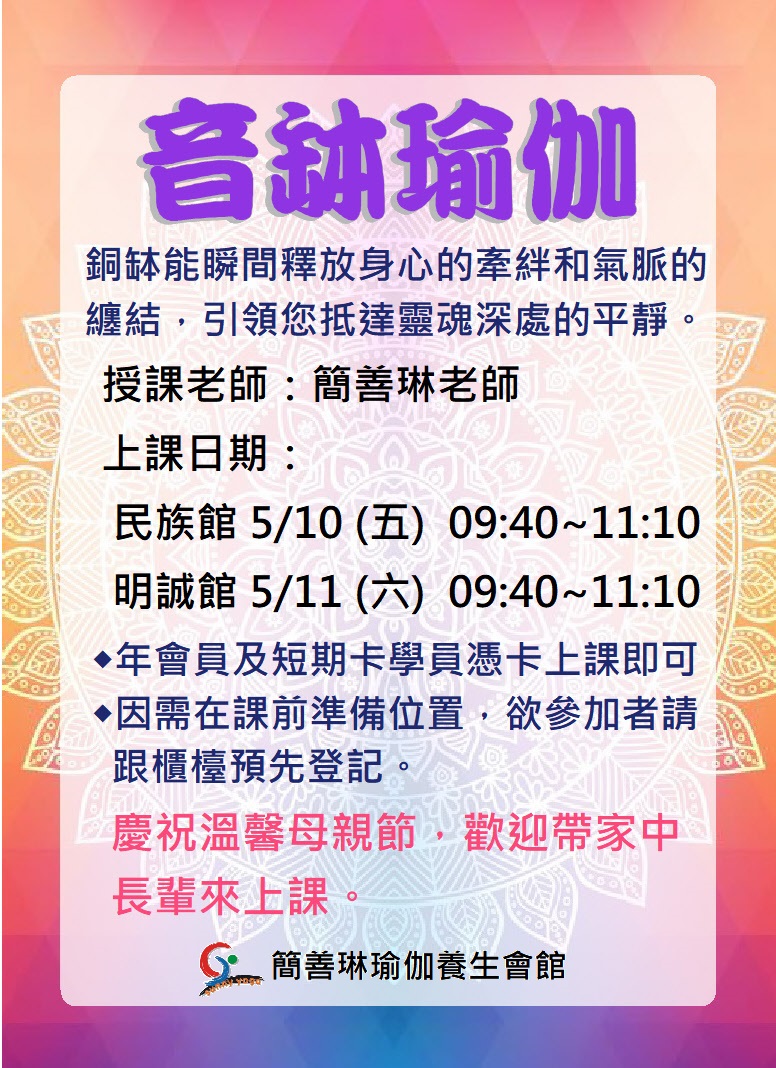 音缽瑜伽
銅缽能瞬間釋放身心的牽絆和氣脈的
纏結，引領您抵達靈魂深處的平靜。
授課老師：簡善琳老師
上課日期：
民族館 5/10 (五) 09:40~11:10
明誠館 5/11 (六) 09:40~11:10
◆年會員及短期卡學員憑卡上課即可
◆因需在課前準備位置，欲參加者請
跟櫃檯預先登記。
慶祝溫馨母親節，歡迎帶家中
長輩來上課。
簡善琳瑜伽養生會館